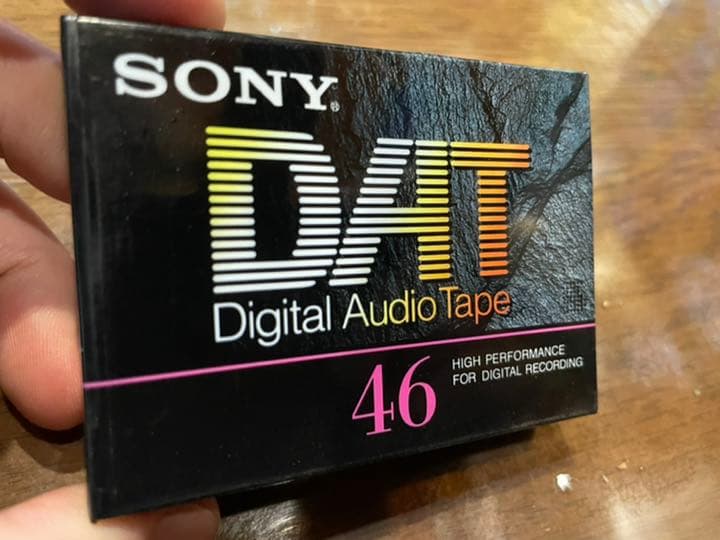 SONY®
DAT
Digital Audio Tape
46
HIGH PERFORMANCE
FOR DIGITAL RECORDING